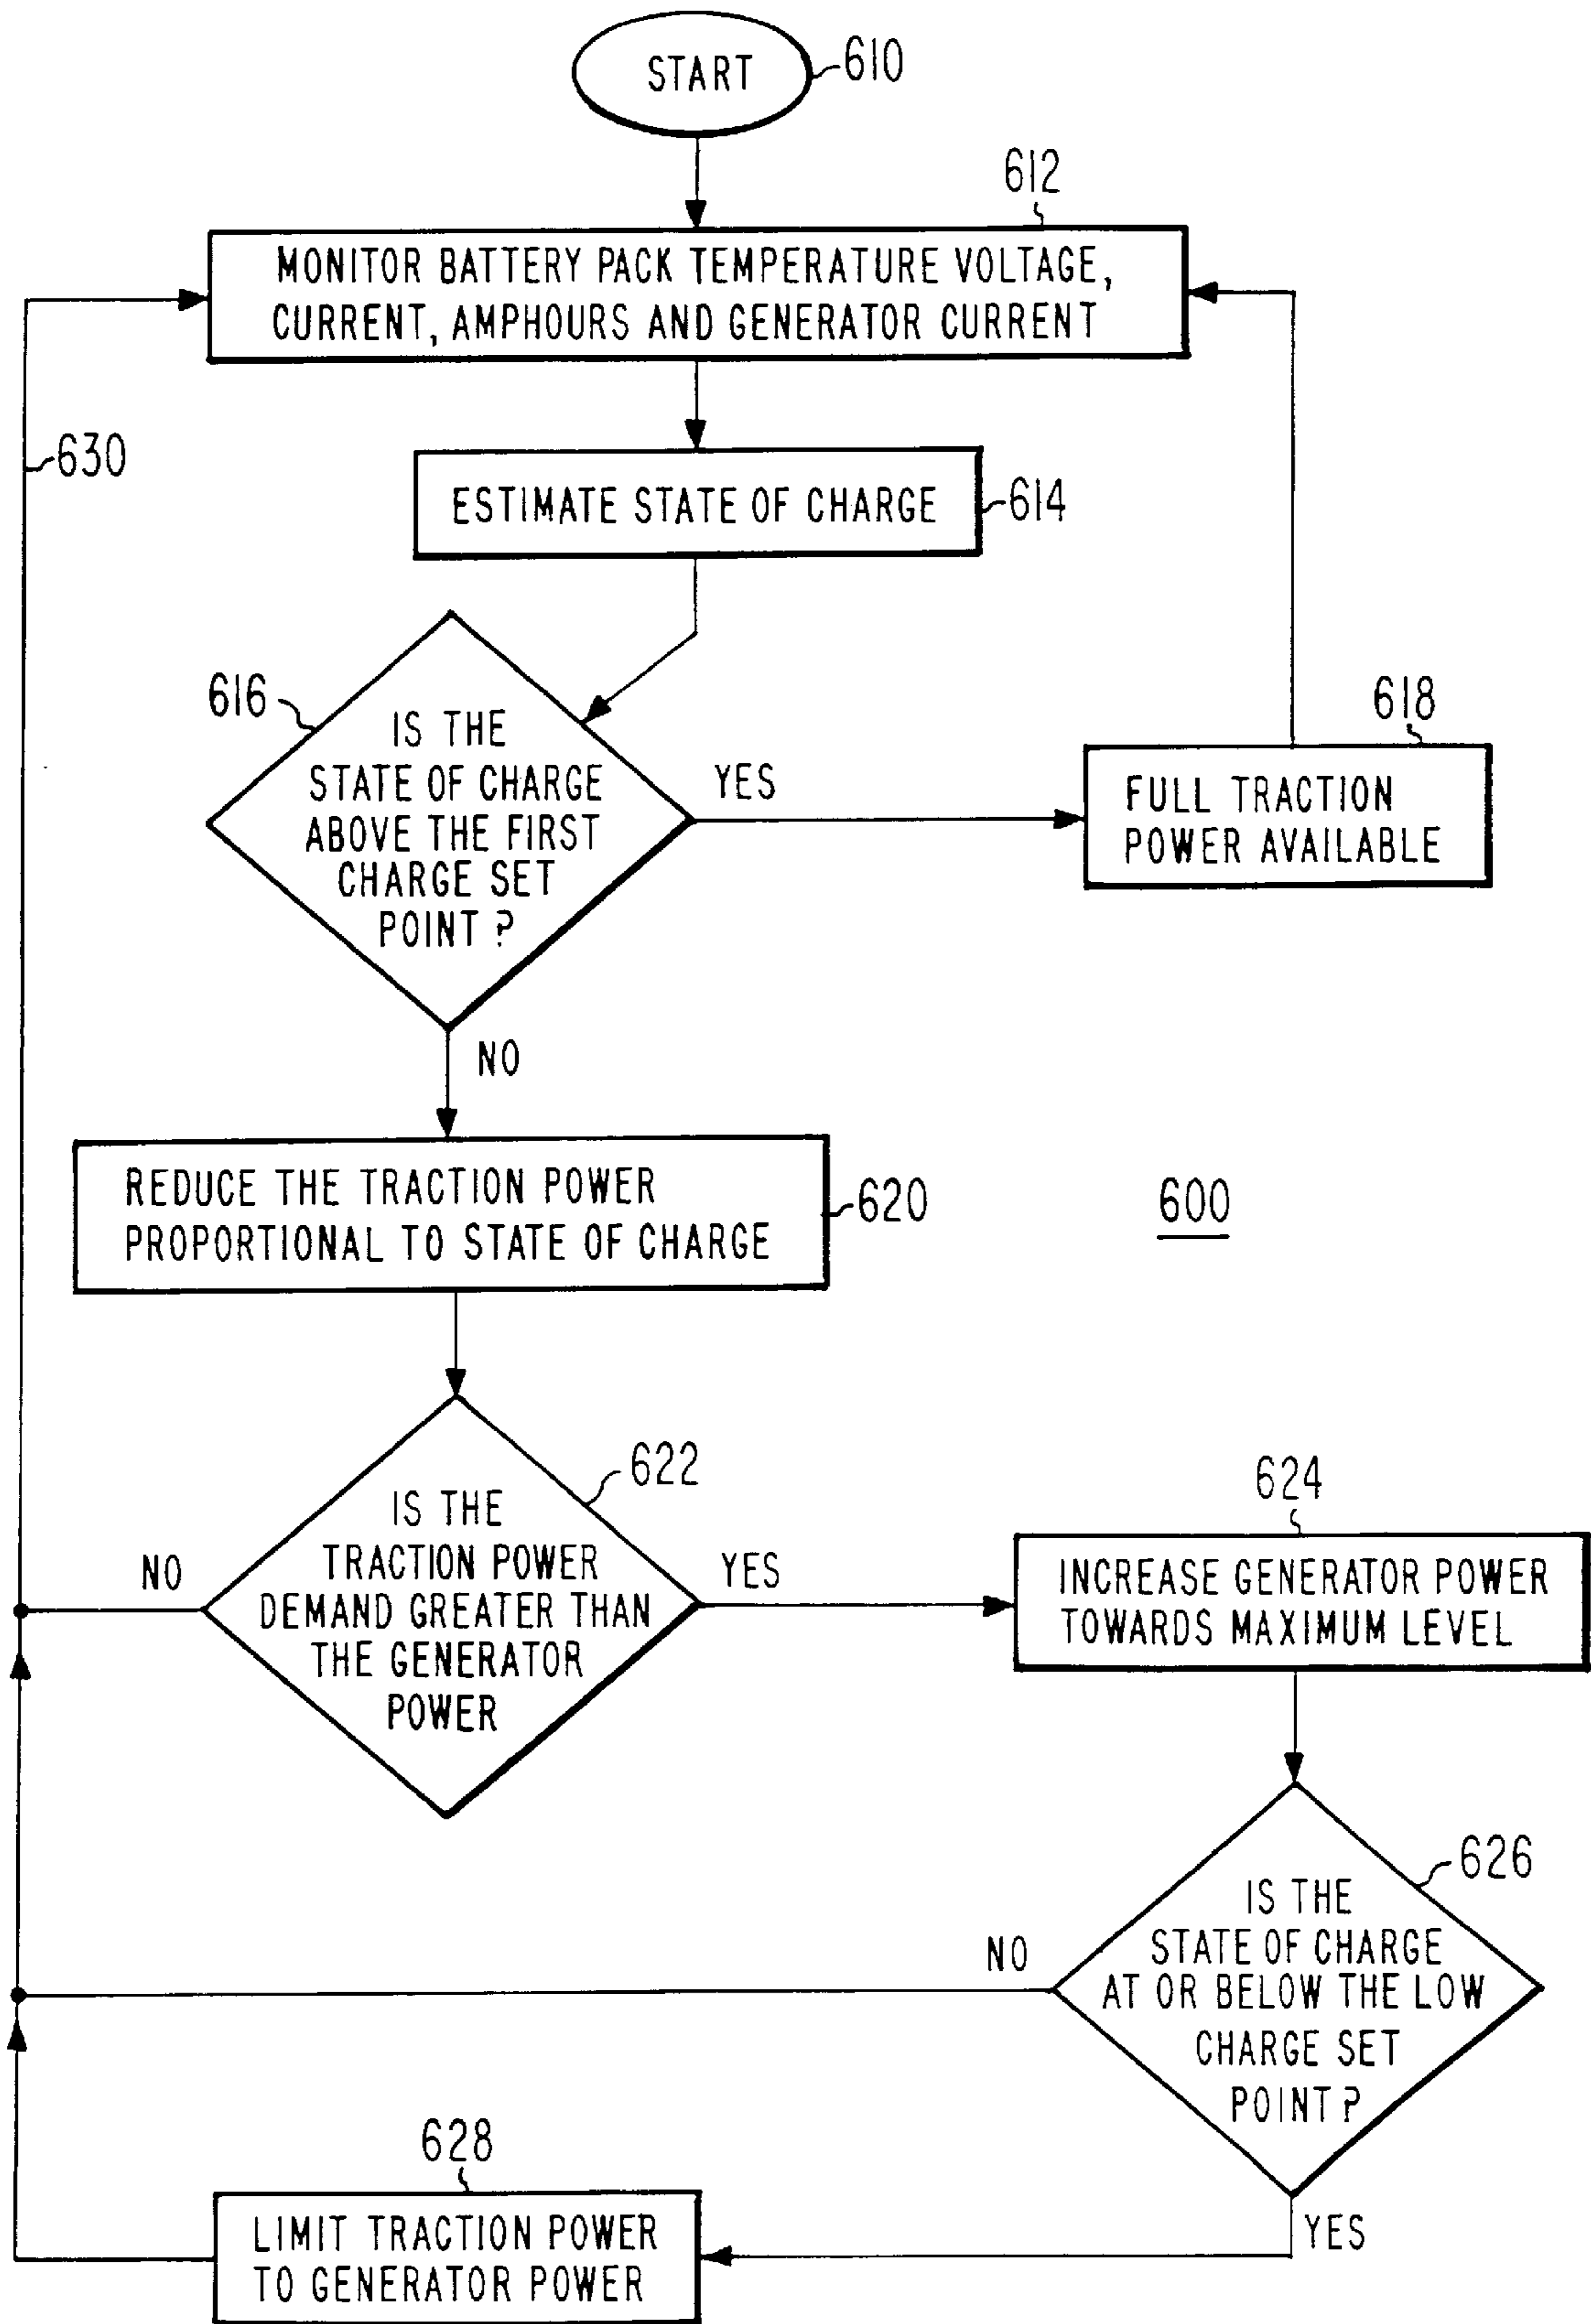 START
610
612
MONITOR BATTERY PACK TEMPERATURE VOLTAGE,
CURRENT, AMPHOURS AND GENERATOR CURRENT
630
ESTIMATE STATE OF CHARGE
614
616
IS THE
STATE OF CHARGE
ABOVE THE FIRST
CHARGE SET
POINT?
YES
618
FULL TRACTION
POWER AVAILABLE
NO
REDUCE THE TRACTION POWER
PROPORTIONAL TO STATE OF CHARGE
620
600
622
IS THE
TRACTION POWER
DEMAND GREATER THAN
THE GENERATOR
POWER
NO
YES
624
INCREASE GENERATOR POWER
TOWARDS MAXIMUM LEVEL
626
IS THE
STATE OF CHARGE
AT OR BELOW THE LOW
CHARGE SET
POINT?
NO
YES
628
LIMIT TRACTION POWER
TO GENERATOR POWER